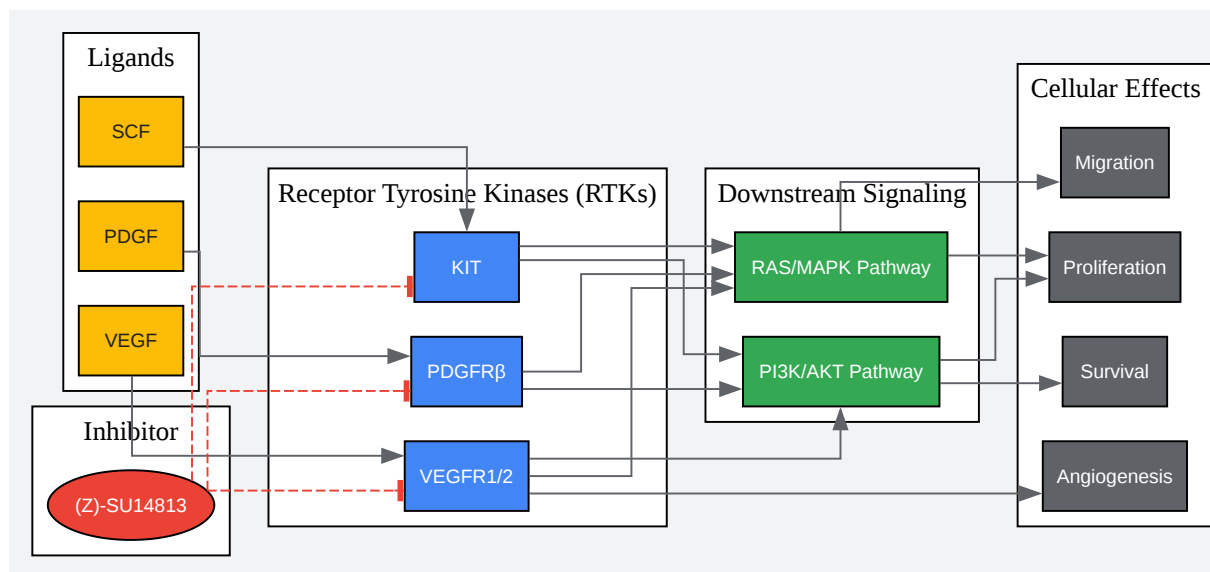 Ligands
SCF
PDGF
VEGF
Inhibitor
(Z)-SU14813
Receptor Tyrosine Kinases (RTKs)
KIT
PDGFRβ
VEGFR1/2
Downstream Signaling
RAS/MAPK Pathway
PI3K/AKT Pathway
Cellular Effects
Migration
Proliferation
Survival
Angiogenesis